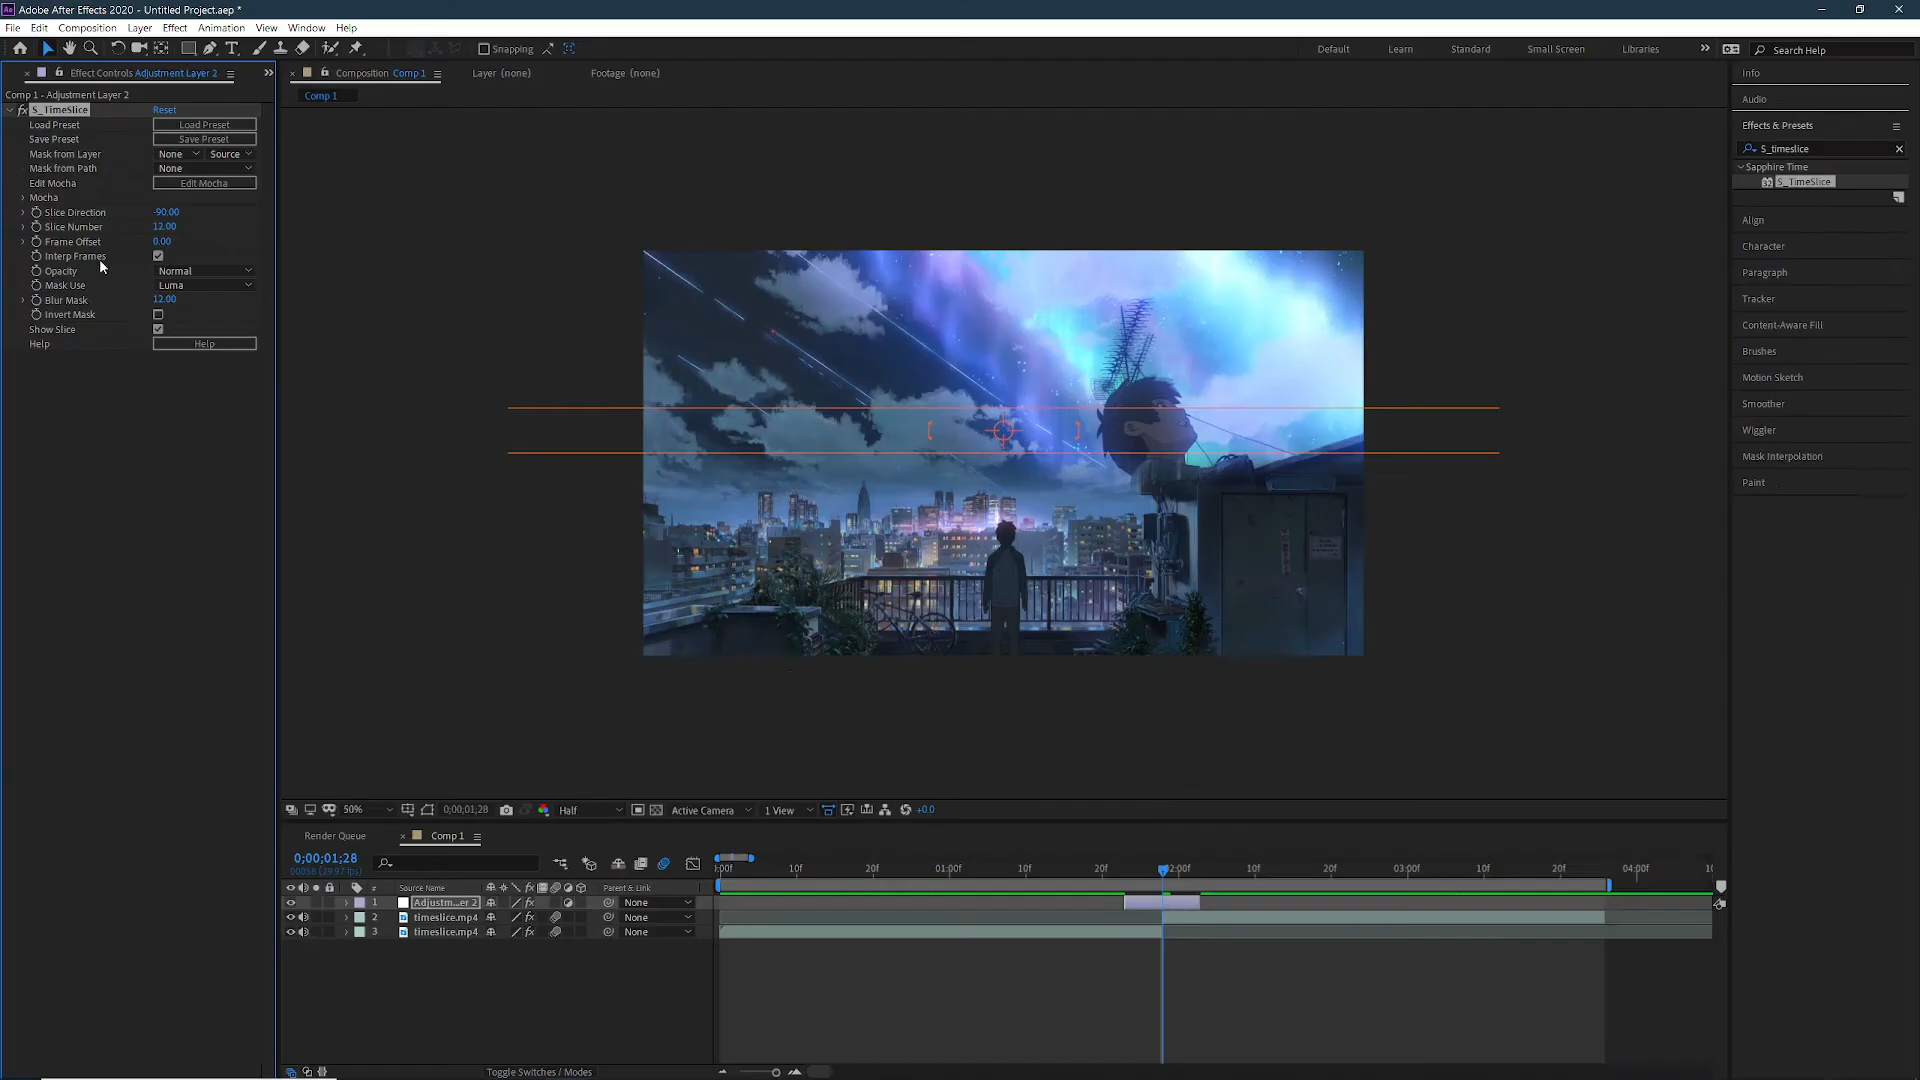 Adobe After Effects 2020 - Untitled Project.aep *
File Edit Composition Layer Effect Animation View Window Help
Snapping Default Learn Standard Small Screen Libraries Search Help
Effect Controls Adjustment Layer 2
Composition Comp 1
Layer (none)
Footage (none)
Comp 1 - Adjustment Layer 2
Comp 1
fx S_TimeSlice Reset
Load Preset Load Preset
Save Preset Save Preset
Mask from Layer None Source
Mask from Path None
Edit Mocha Edit Mocha
Mocha
Slice Direction -90.00
Slice Number 12.00
Frame Offset 0.00
Interp Frames
Opacity Normal
Mask Use Luma
Blur Mask 12.00
Invert Mask
Show Slice
Help Help
Info
Audio
Effects & Presets
S_timeslice
Sapphire Time
32 S_TimeSlice
Align
Character
Paragraph
Tracker
Content-Aware Fill
Brushes
Motion Sketch
Smoother
Wiggler
Mask Interpolation
Paint
50% 0;00;01;28 Half Active Camera 1 View +0.0
Render Queue Comp 1
0;00;01;28
00058 (29.97 fps)
):00f 10f 20f 01:00f 10f 20f 02:00f 10f 20f 03:00f 10f 20f 04:00f 10
# Source Name fx Parent & Link
1 Adjustm...er 2 fx None
2 timeslice.mp4 fx None
3 timeslice.mp4 fx None
Toggle Switches / Modes